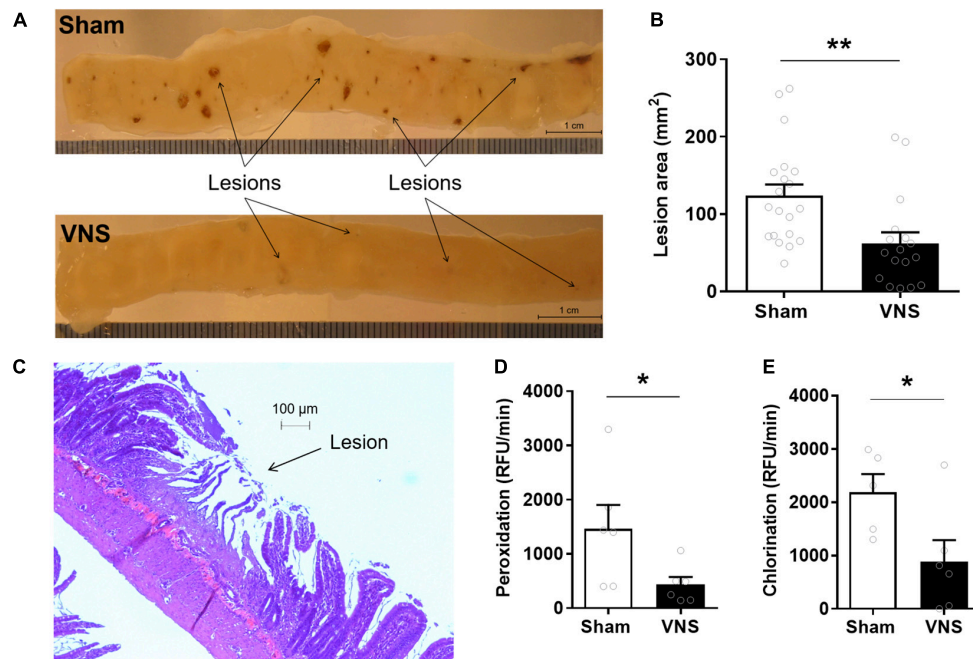 A
Sham
1 cm
Lesions
Lesions
VNS
1 cm
B
Lesion area (mm²)
300
200
100
0
**
Sham
VNS
C
100 µm
Lesion
D
Peroxidation (RFU/min)
4000
3000
2000
1000
0
*
Sham
VNS
E
Chlorination (RFU/min)
4000
3000
2000
1000
0
*
Sham
VNS